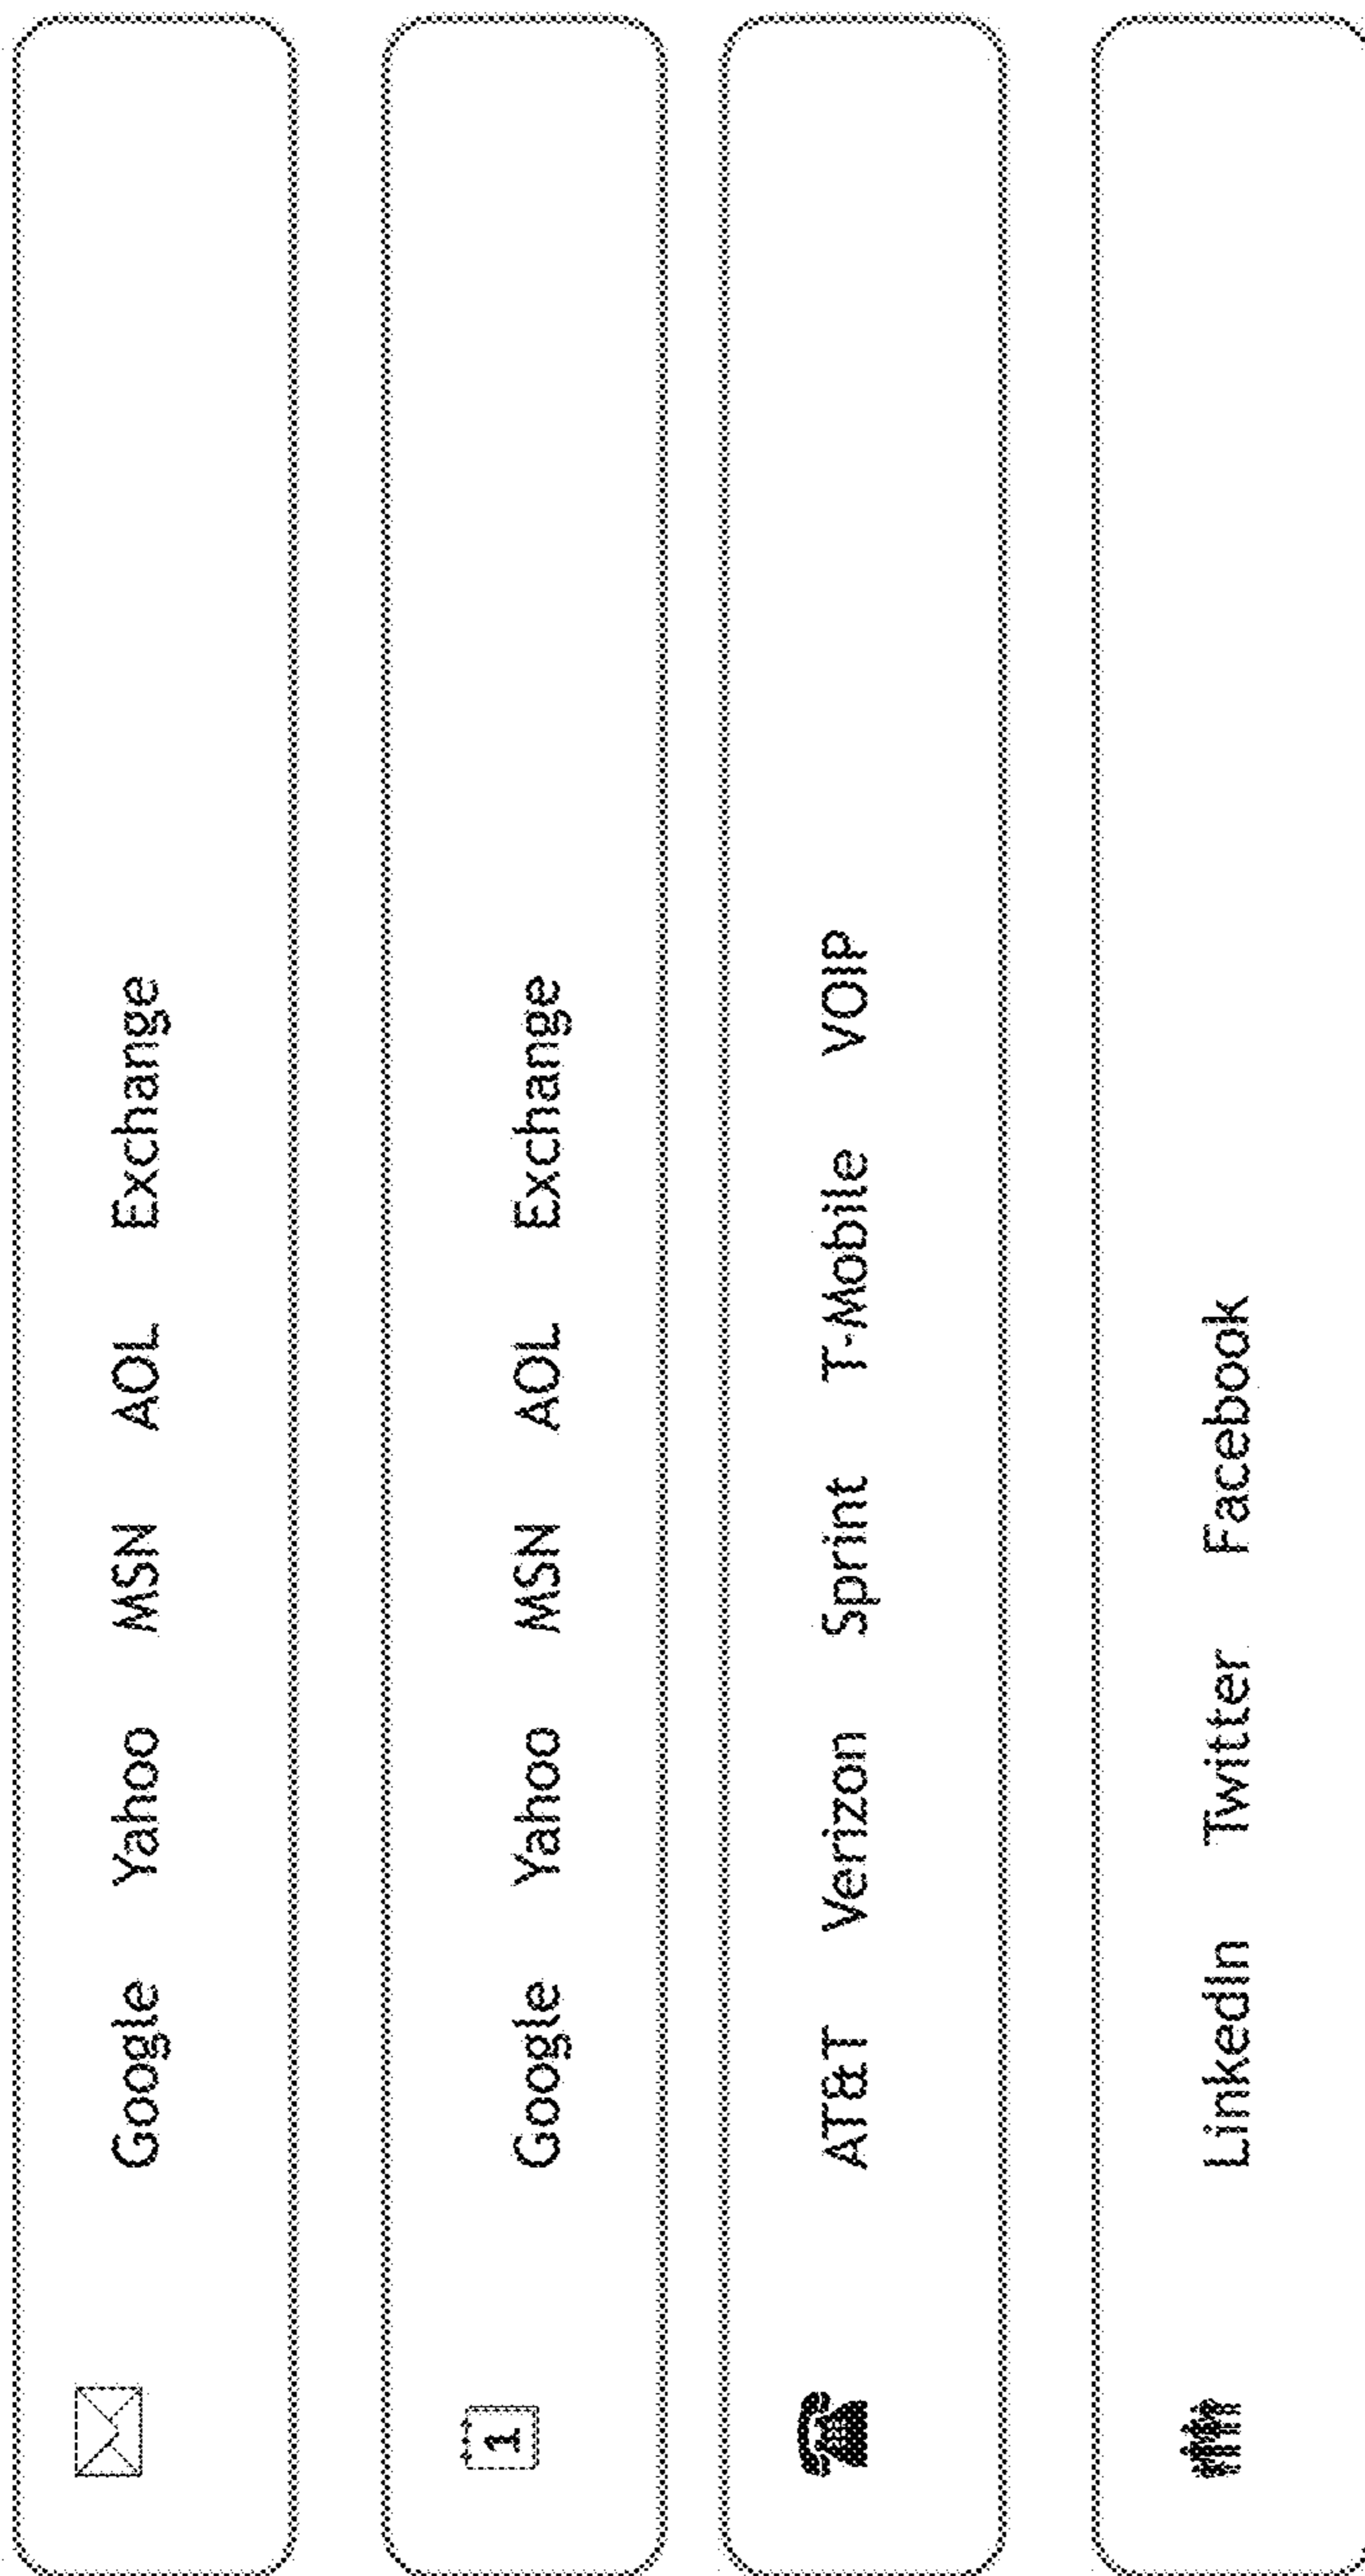 Google Yahoo MSN AOL Exchange
1 Google Yahoo MSN AOL Exchange
AT&T Verizon Sprint T-Mobile VOIP
LinkedIn Twitter Facebook